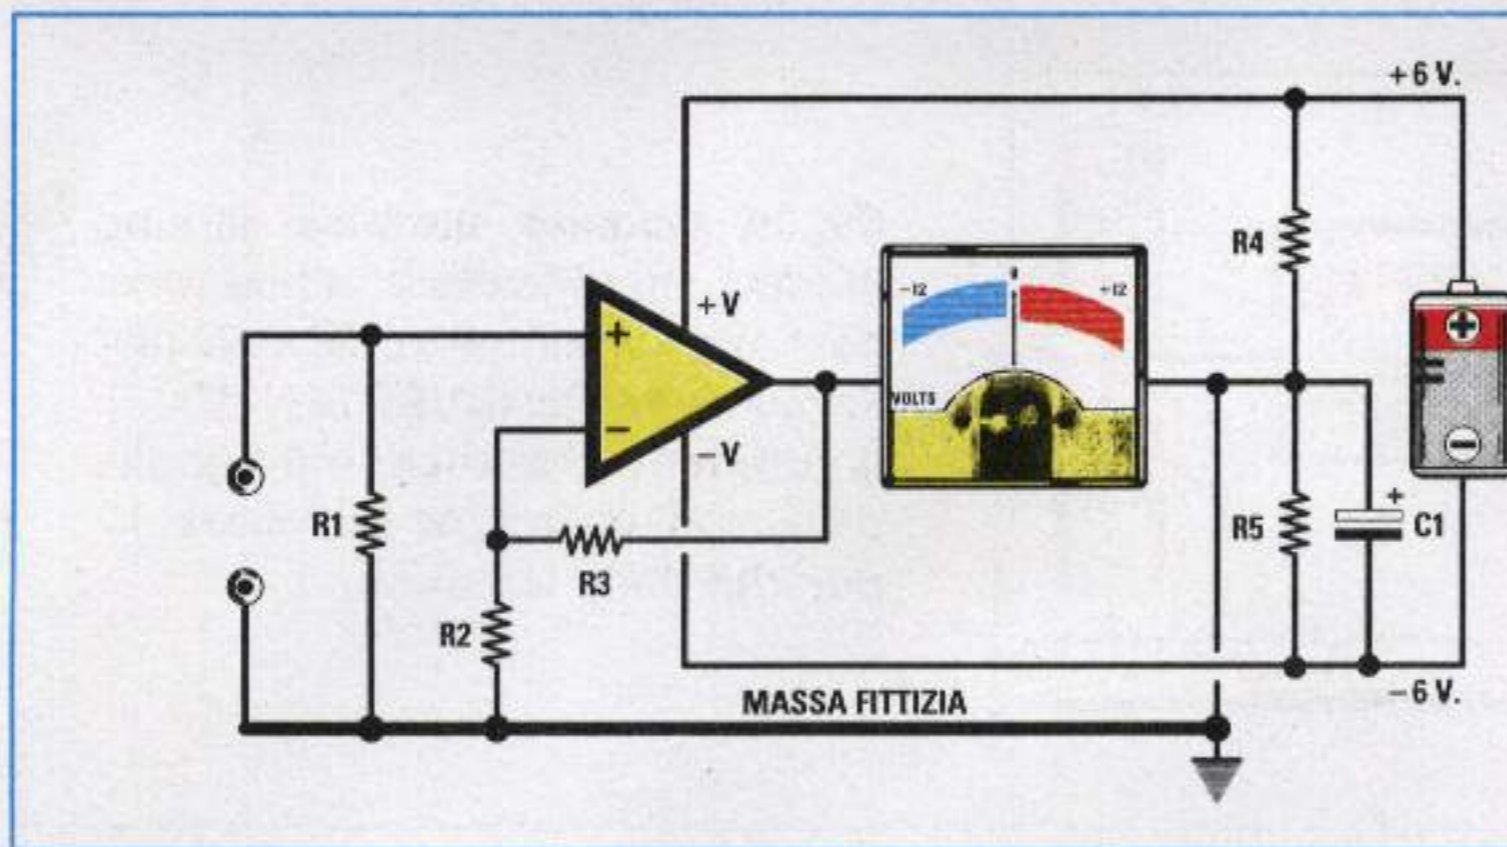 +6 V.
R4
-12
0
+12
+V
+
VOLTS
+
−
−V
−
+
R1
R3
R5
C1
R2
MASSA FITTIZIA
−6 V.